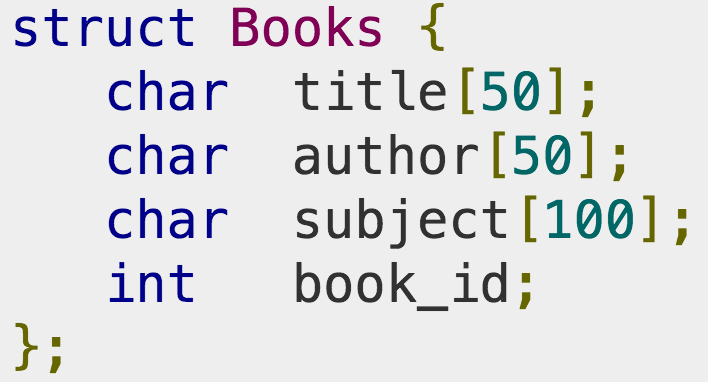 struct Books {
   char  title[50];
   char  author[50];
   char  subject[100];
   int   book_id;
};